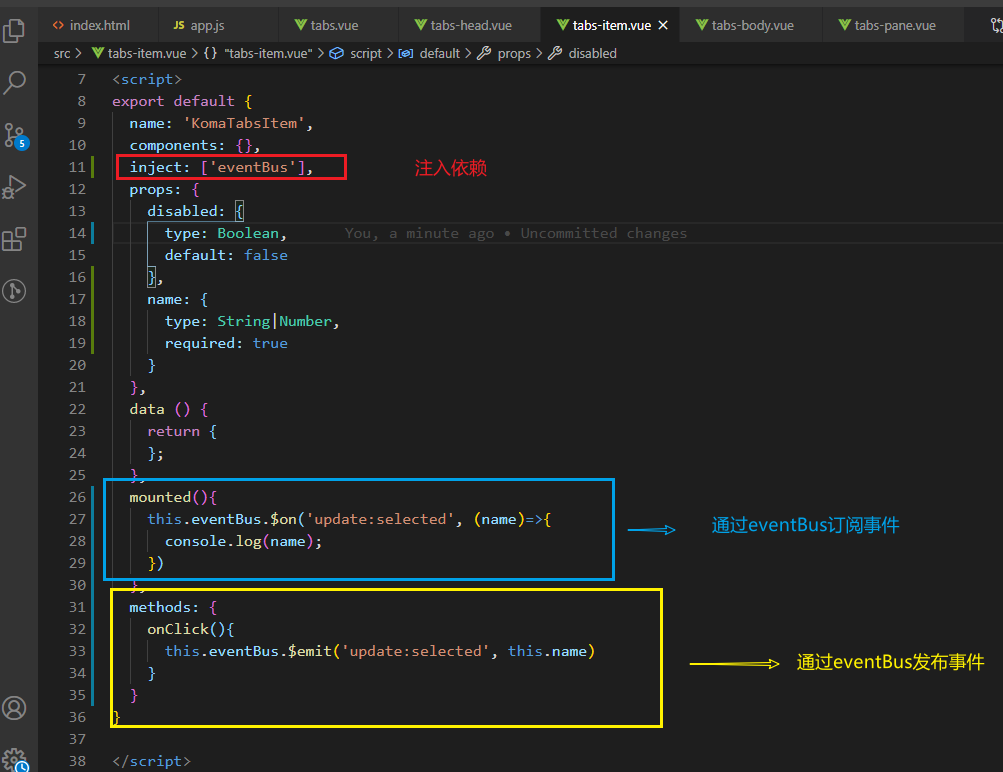 index.html
JS app.js
tabs.vue
tabs-head.vue
tabs-item.vue ×
tabs-body.vue
tabs-pane.vue
src > tabs-item.vue > {} "tabs-item.vue" > script > default > props > disabled
7 <script>
8 export default {
9 name: 'KomaTabsItem',
10 components: {},
11 inject: ['eventBus'],
注入依赖
12 props: {
13 disabled: {
14 type: Boolean, You, a minute ago • Uncommitted changes
15 default: false
16 },
17 name: {
18 type: String|Number,
19 required: true
20 }
21 },
22 data () {
23 return {
24 };
25 },
26 mounted(){
27 this.eventBus.$on('update:selected', (name)=>{
通过eventBus订阅事件
28 console.log(name);
29 })
30 },
31 methods: {
32 onClick(){
33 this.eventBus.$emit('update:selected', this.name)
通过eventBus发布事件
34 }
35 }
36 }
37
38 </script>
5